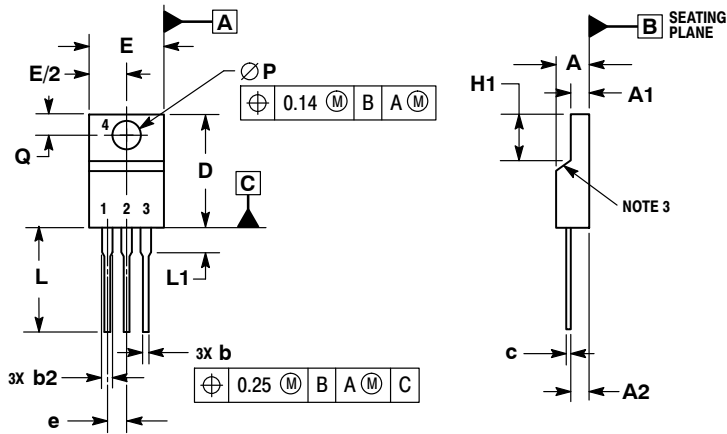 E
A
E/2
Ø P
⌖ 0.14 Ⓜ B A Ⓜ
4
Q
D
C
1 2 3
L
L1
3X b
3X b2
⌖ 0.25 Ⓜ B A Ⓜ C
e
B SEATING
PLANE
A
H1
A1
NOTE 3
c
A2